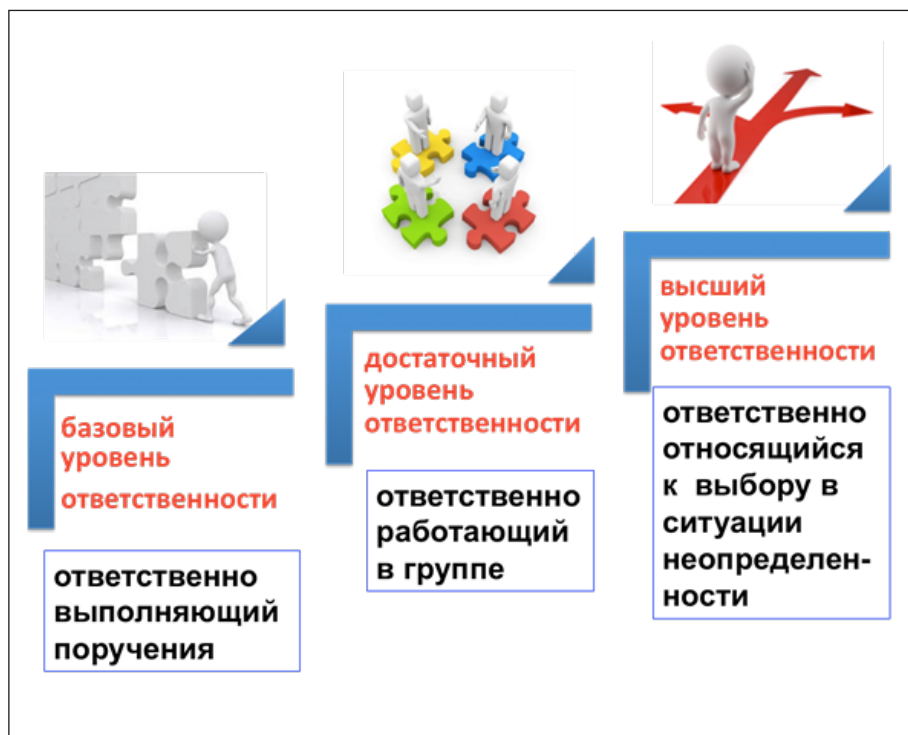 базовый
уровень
ответственности
ответственно
выполняющий
поручения
достаточный
уровень
ответственности
ответственно
работающий
в группе
высший
уровень
ответственности
ответственно
относящийся
к выбору в
ситуации
неопределен-
ности